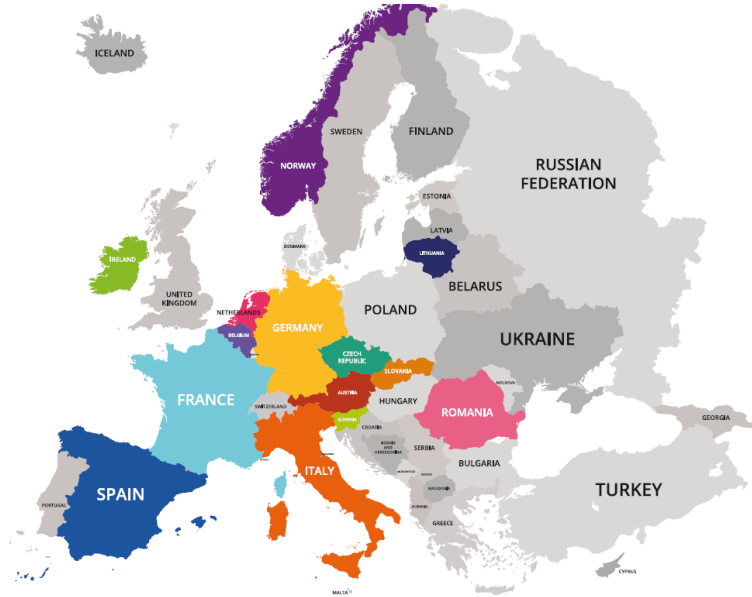 ICELAND
SWEDEN
FINLAND
NORWAY
RUSSIAN
FEDERATION
ESTONIA
LATVIA
LITHUANIA
DENMARK
IRELAND
UNITED
KINGDOM
BELARUS
NETHERLANDS
POLAND
GERMANY
BELGIUM
UKRAINE
CZECH
REPUBLIC
SLOVAKIA
MOLDOVA
AUSTRIA
FRANCE
HUNGARY
SWITZERLAND
ROMANIA
SLOVENIA
GEORGIA
CROATIA
BOSNIA
AND
HERZEGOVINA
SERBIA
BULGARIA
ITALY
MONTENEGRO
MACEDONIA
TURKEY
SPAIN
PORTUGAL
ALBANIA
GREECE
CYPRUS
MALTA